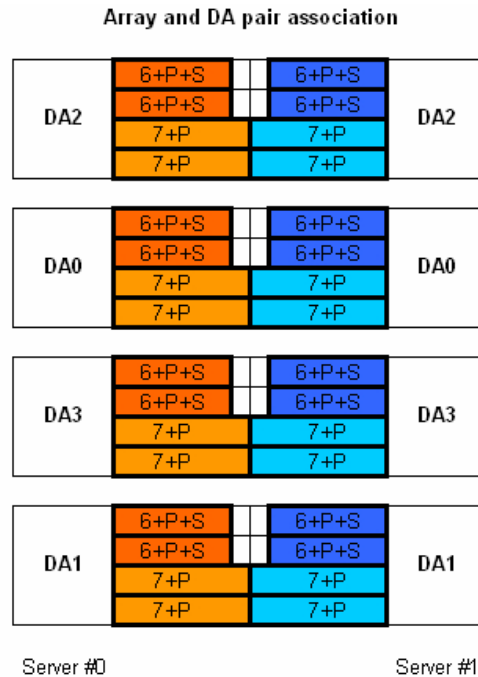 Array and DA pair association
6+P+S 6+P+S
6+P+S 6+P+S
DA2 DA2
7+P 7+P
7+P 7+P
6+P+S 6+P+S
6+P+S 6+P+S
DA0 DA0
7+P 7+P
7+P 7+P
6+P+S 6+P+S
6+P+S 6+P+S
DA3 DA3
7+P 7+P
7+P 7+P
6+P+S 6+P+S
6+P+S 6+P+S
DA1 DA1
7+P 7+P
7+P 7+P
Server #0 Server #1